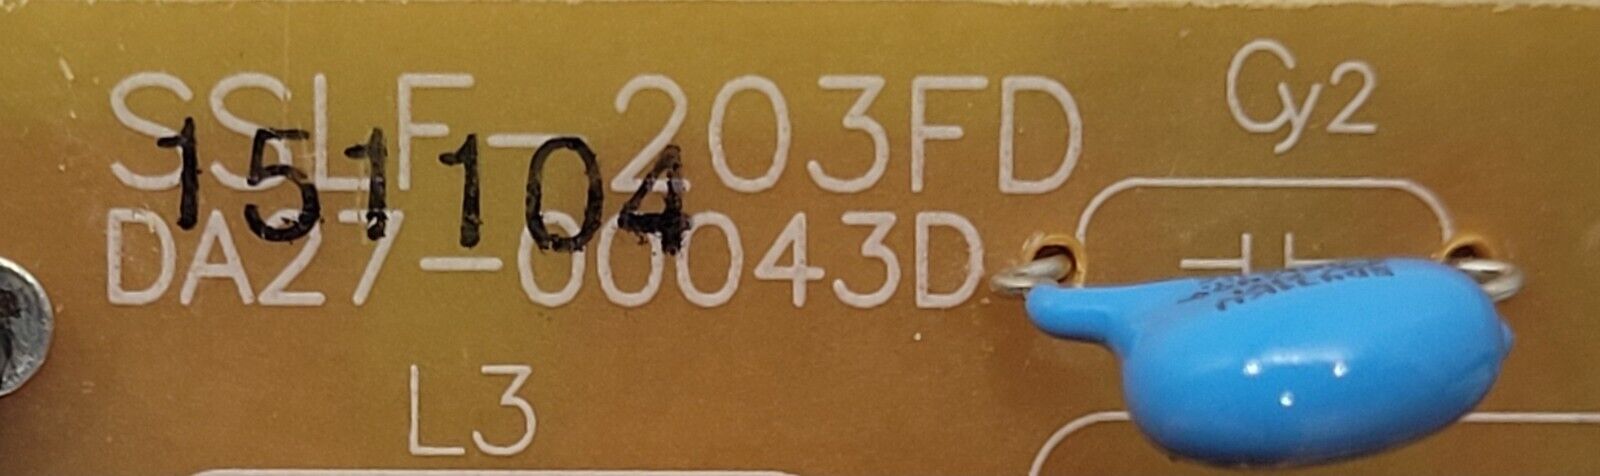 SSLF-203FD
Cy2
151104
DA27-00043D
L3